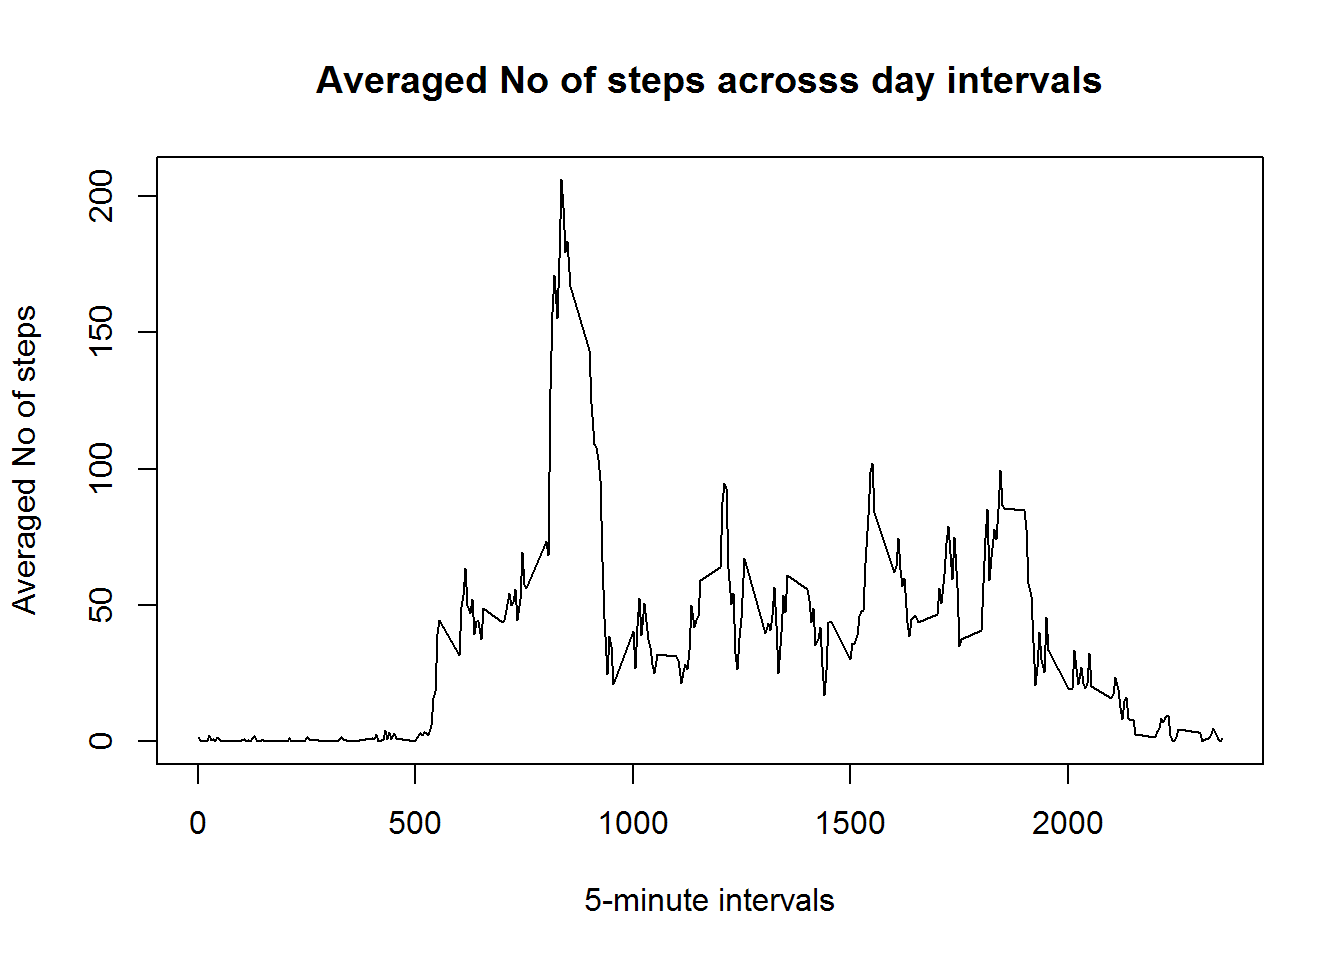 Averaged No of steps acrosss day intervals
Averaged No of steps
200
150
100
50
0
0 500 1000 1500 2000
5-minute intervals